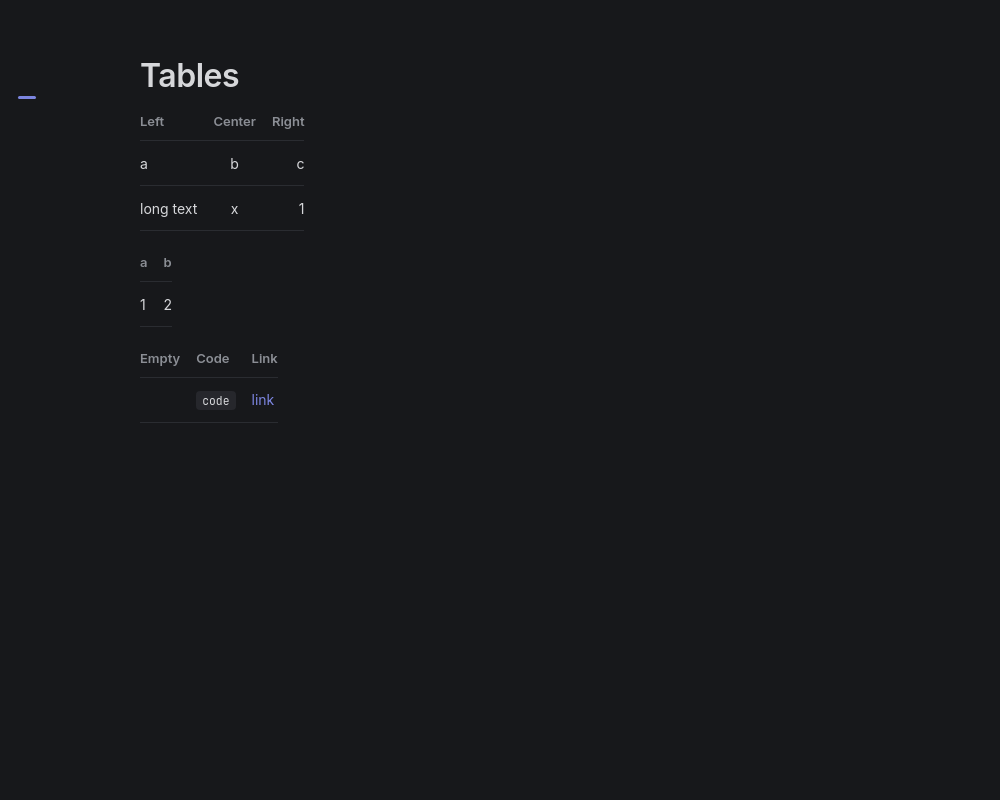 Tables
Left Center Right
a b c
long text x 1
a b
1 2
Empty Code Link
code link